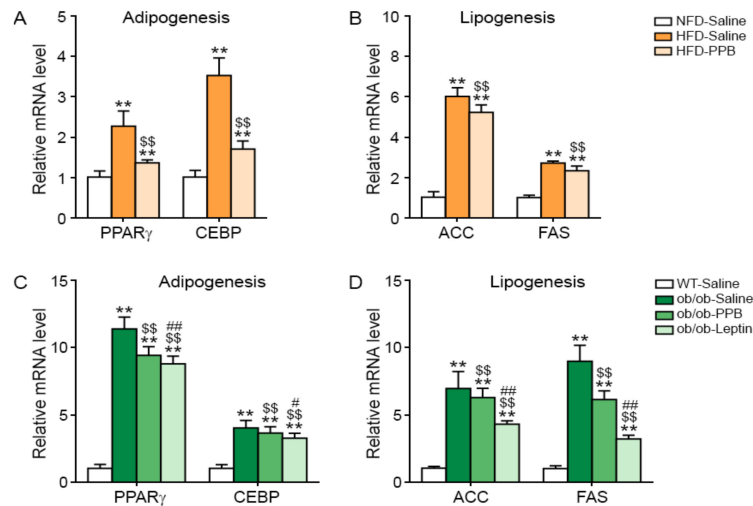 A
Adipogenesis
Relative mRNA level
5
4
3
2
1
0
**
$$
**
**
$$
**
PPARγ
CEBP
B
Lipogenesis
Relative mRNA level
10
8
6
4
2
0
**
$$
**
**
$$
**
ACC
FAS
NFD-Saline
HFD-Saline
HFD-PPB
C
Adipogenesis
Relative mRNA level
15
10
5
0
**
$$
**
##
$$
**
**
$$
**
#
$$
**
PPARγ
CEBP
D
Lipogenesis
Relative mRNA level
15
10
5
0
**
$$
**
##
$$
**
**
$$
**
##
$$
**
ACC
FAS
WT-Saline
ob/ob-Saline
ob/ob-PPB
ob/ob-Leptin